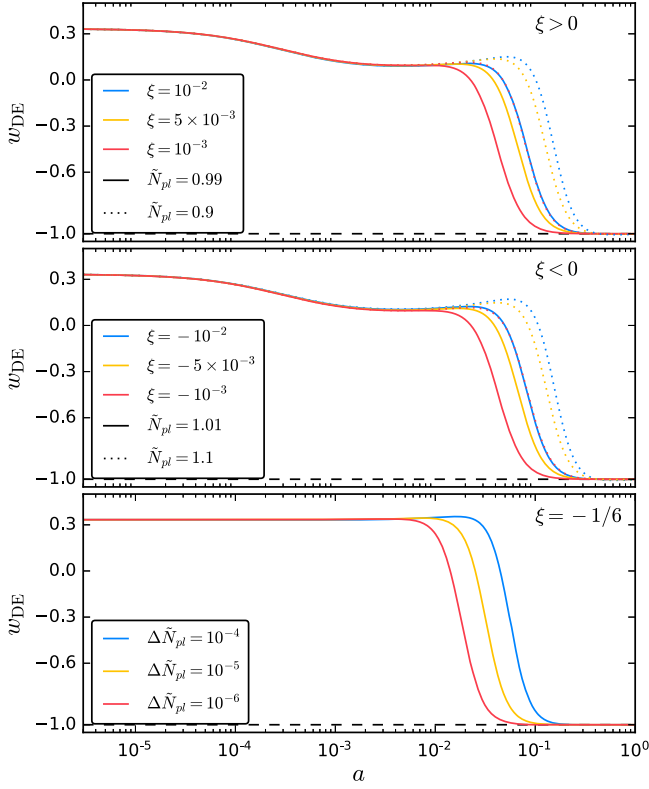 ξ > 0
0.3
0.0
−0.3
−0.6
−1.0
w_DE
ξ = 10⁻²
ξ = 5 × 10⁻³
ξ = 10⁻³
Ñ_pl = 0.99
Ñ_pl = 0.9
ξ < 0
0.3
0.0
−0.3
−0.6
−1.0
w_DE
ξ = −10⁻²
ξ = −5 × 10⁻³
ξ = −10⁻³
Ñ_pl = 1.01
Ñ_pl = 1.1
ξ = −1/6
0.3
0.0
−0.3
−0.6
−1.0
w_DE
ΔÑ_pl = 10⁻⁴
ΔÑ_pl = 10⁻⁵
ΔÑ_pl = 10⁻⁶
10⁻⁵ 10⁻⁴ 10⁻³ 10⁻² 10⁻¹ 10⁰
a